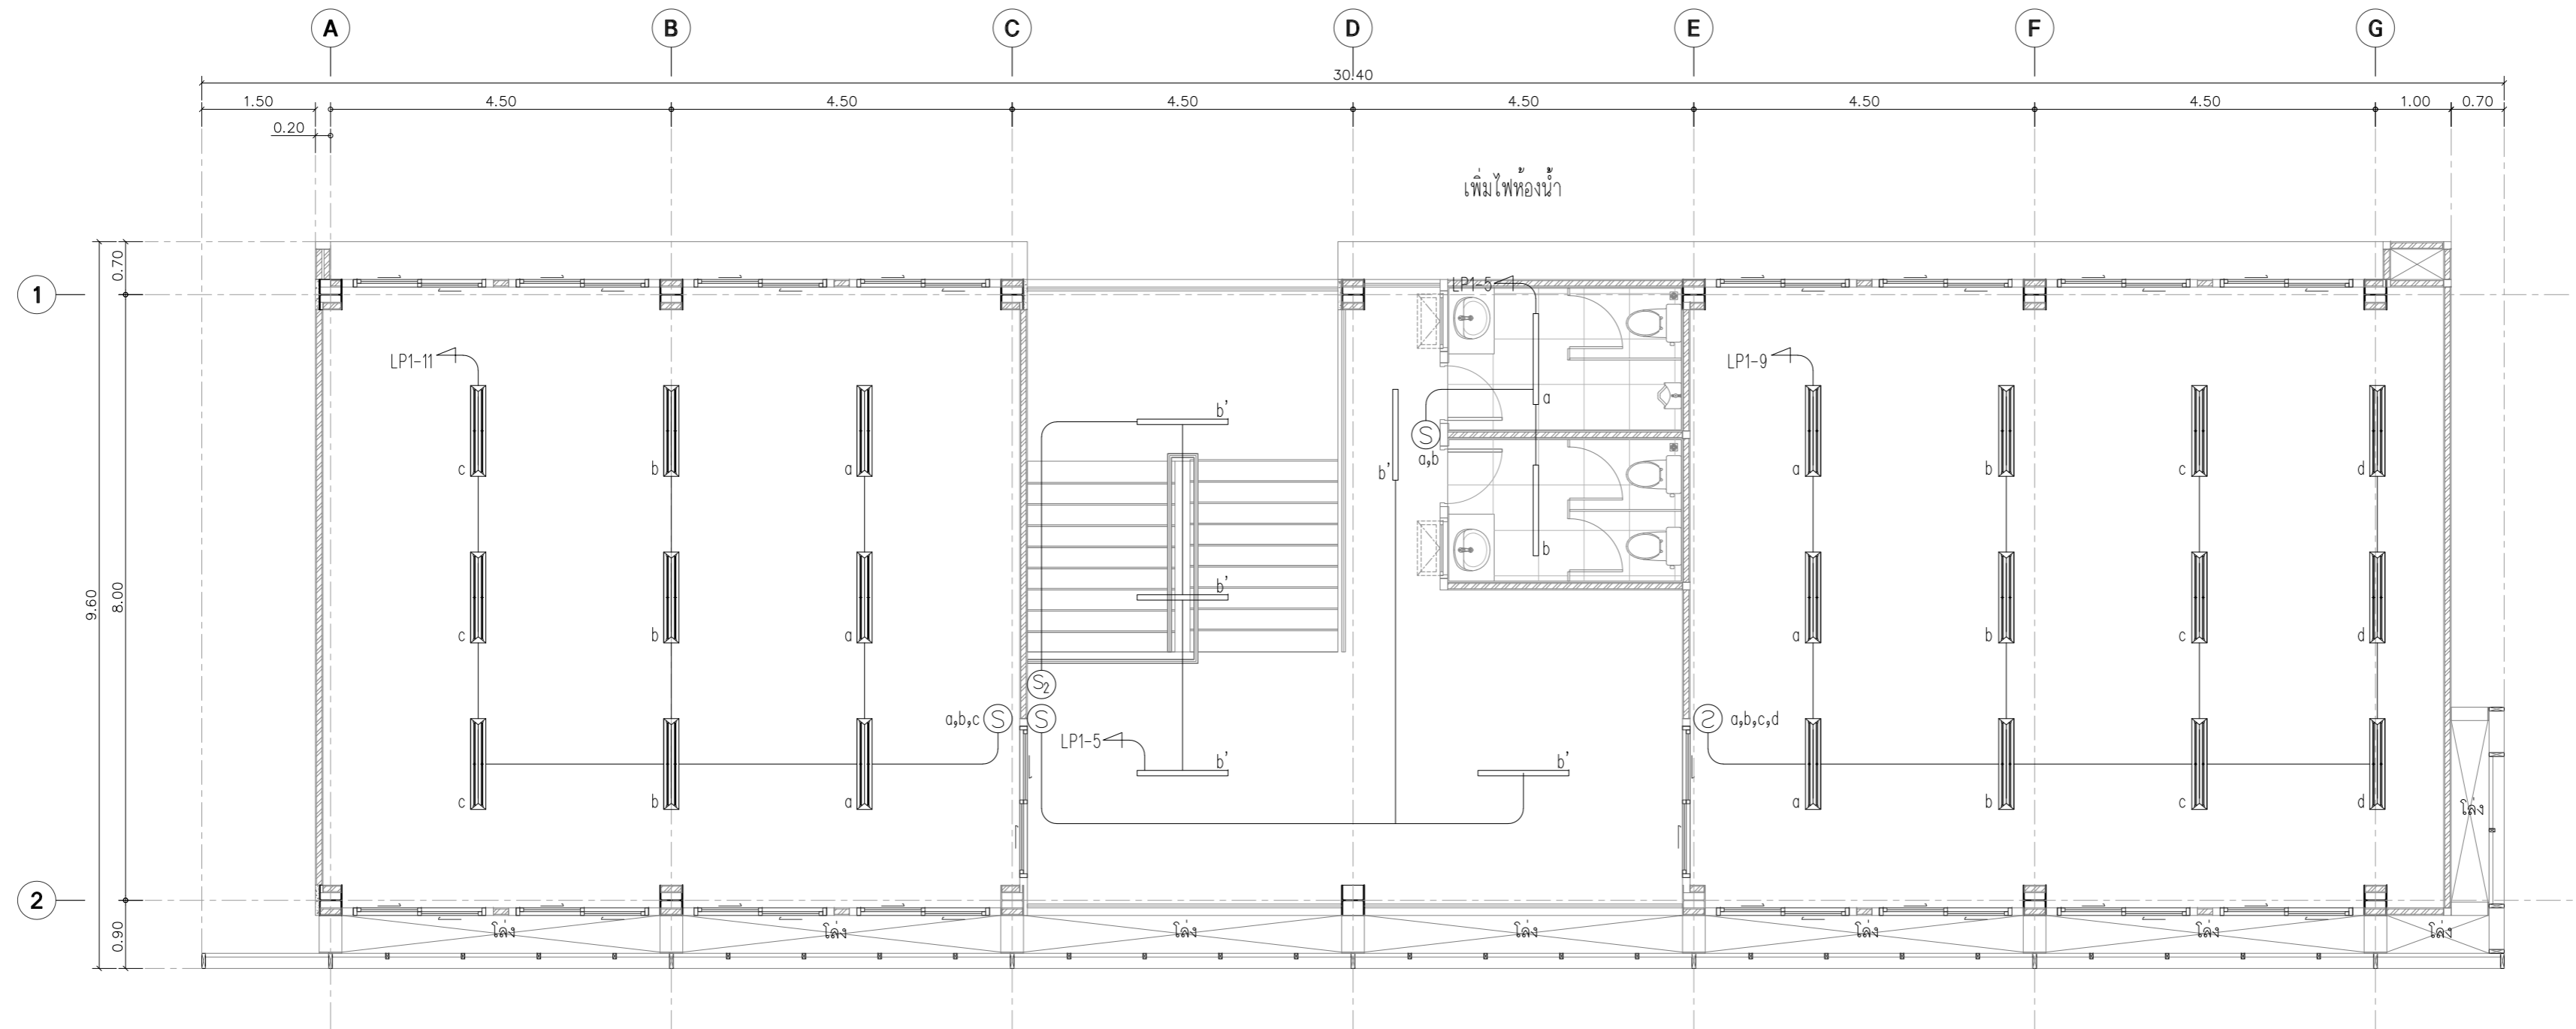 A B C D E F G
30.40
1.50 4.50 4.50 4.50 4.50 4.50 4.50 1.00 0.70
0.20
เพิ่มไฟห้องน้ำ
0.70
1
LP1-5
LP1-11
LP1-9
b'
a
S
a,b
c b a
b'
a b c d
b
9.60
8.00
b'
c b a
a b c d
S2
a,b,c S
S
S a,b,c,d
LP1-5
b'
b'
c b a
a b c d
โล่ง
2
0.90
โล่ง โล่ง โล่ง โล่ง โล่ง โล่ง โล่ง